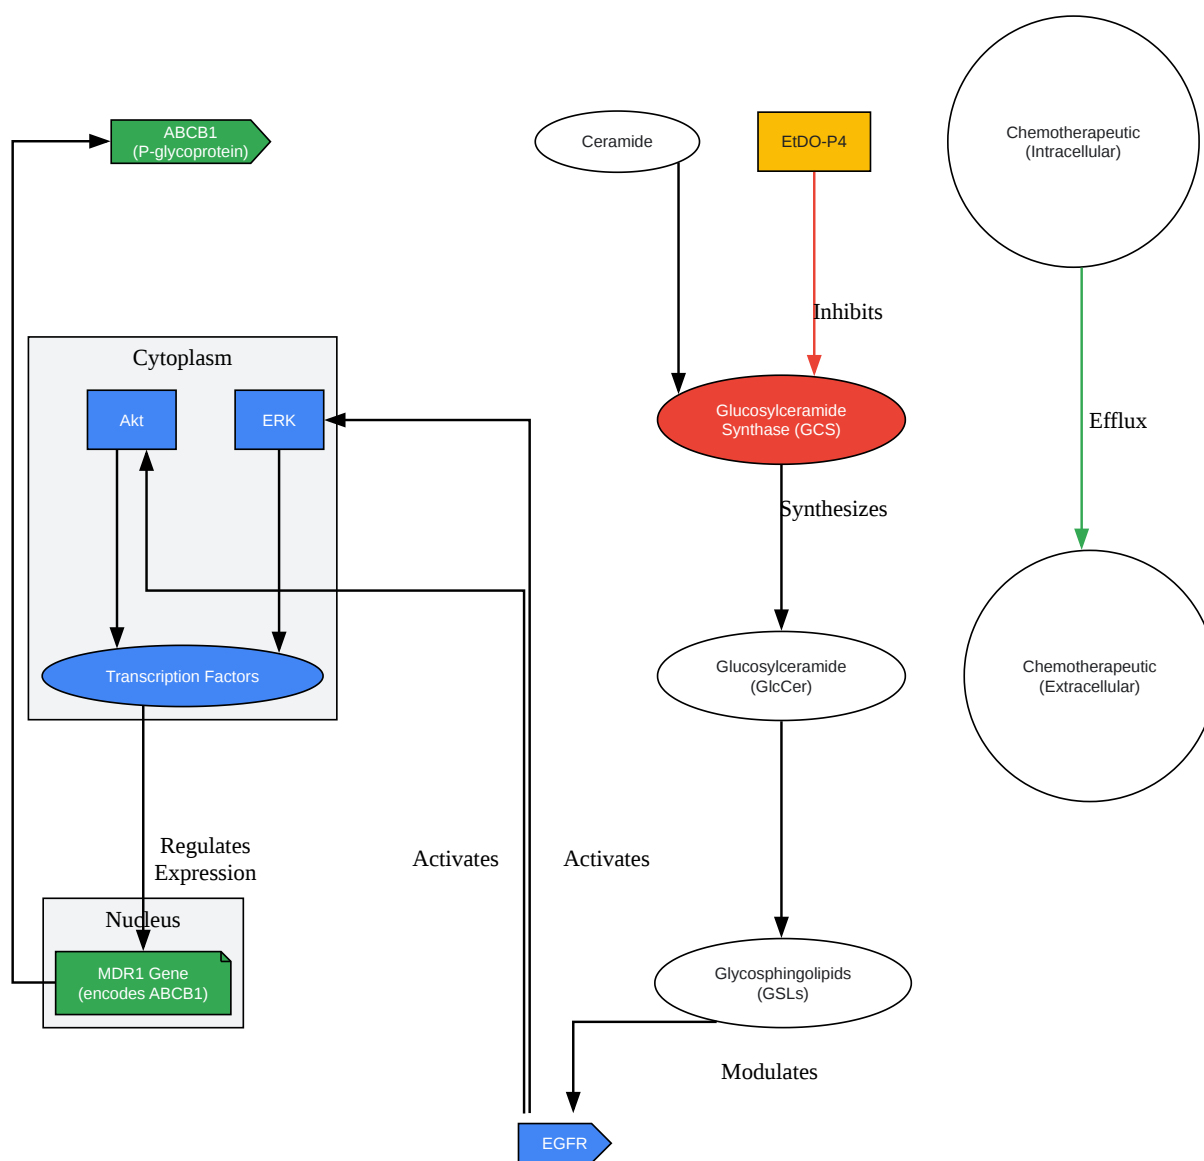 ABCB1
(P-glycoprotein)
Ceramide
EtDO-P4
Chemotherapeutic
(Intracellular)
Inhibits
Cytoplasm
Akt
ERK
Glucosylceramide
Synthase (GCS)
Efflux
Synthesizes
Transcription Factors
Glucosylceramide
(GlcCer)
Chemotherapeutic
(Extracellular)
Regulates
Expression
Activates
Activates
Nucleus
MDR1 Gene
(encodes ABCB1)
Glycosphingolipids
(GSLs)
Modulates
EGFR